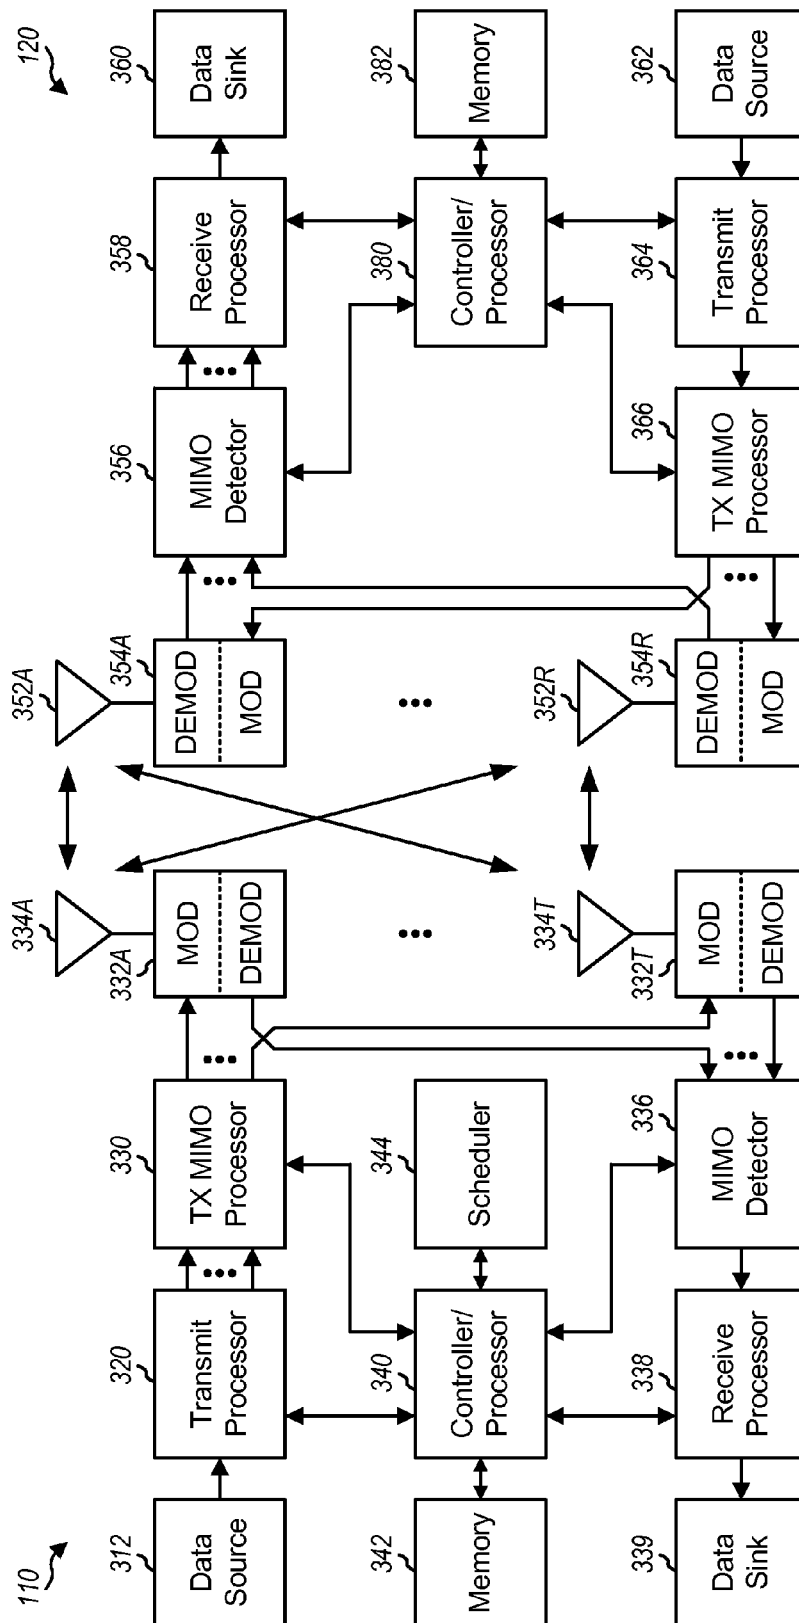 110
120
312
Data
Source
320
Transmit
Processor
330
TX MIMO
Processor
332A
334A
MOD
DEMOD
352A
354A
DEMOD
MOD
356
MIMO
Detector
358
Receive
Processor
360
Data
Sink
342
Memory
340
Controller/
Processor
344
Scheduler
380
Controller/
Processor
382
Memory
339
Data
Sink
338
Receive
Processor
336
MIMO
Detector
332T
334T
MOD
DEMOD
352R
354R
DEMOD
MOD
366
TX MIMO
Processor
364
Transmit
Processor
362
Data
Source